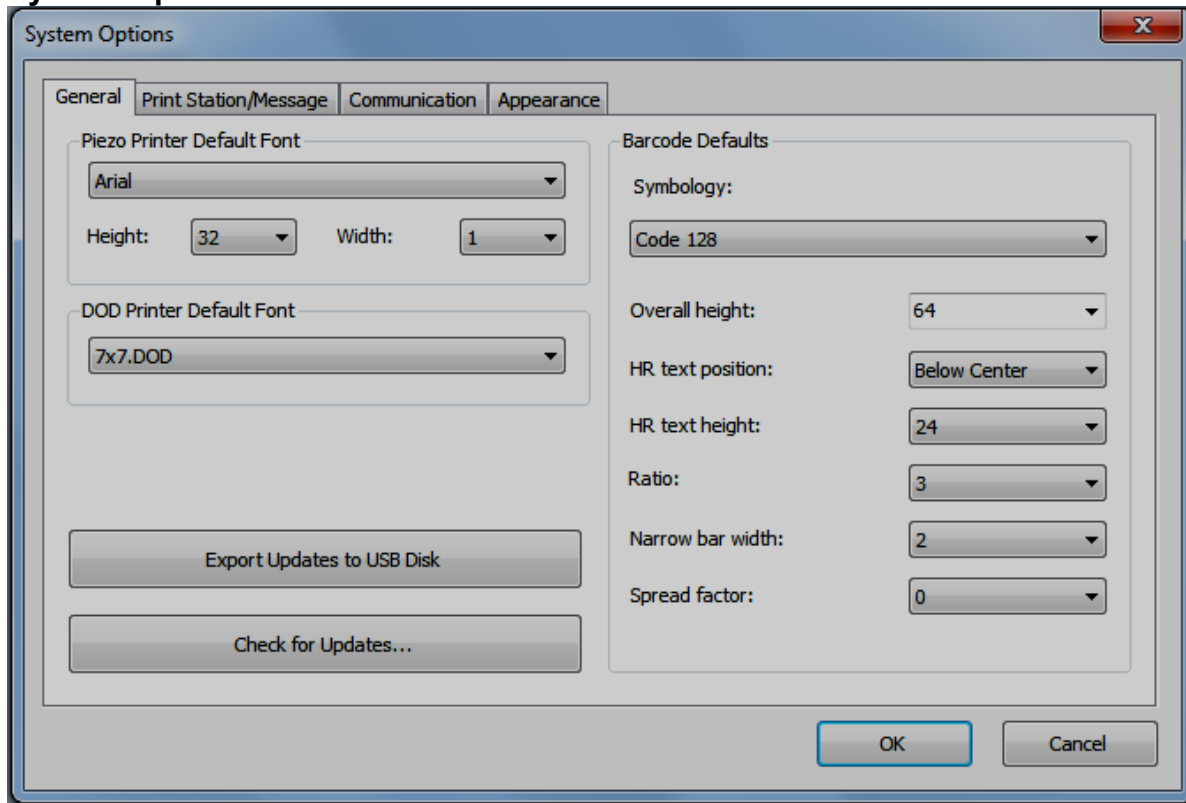 System Options
X
General Print Station/Message Communication Appearance
Piezo Printer Default Font
Arial
Height: 32 Width: 1
DOD Printer Default Font
7x7.DOD
Export Updates to USB Disk
Check for Updates...
Barcode Defaults
Symbology:
Code 128
Overall height: 64
HR text position: Below Center
HR text height: 24
Ratio: 3
Narrow bar width: 2
Spread factor: 0
OK Cancel